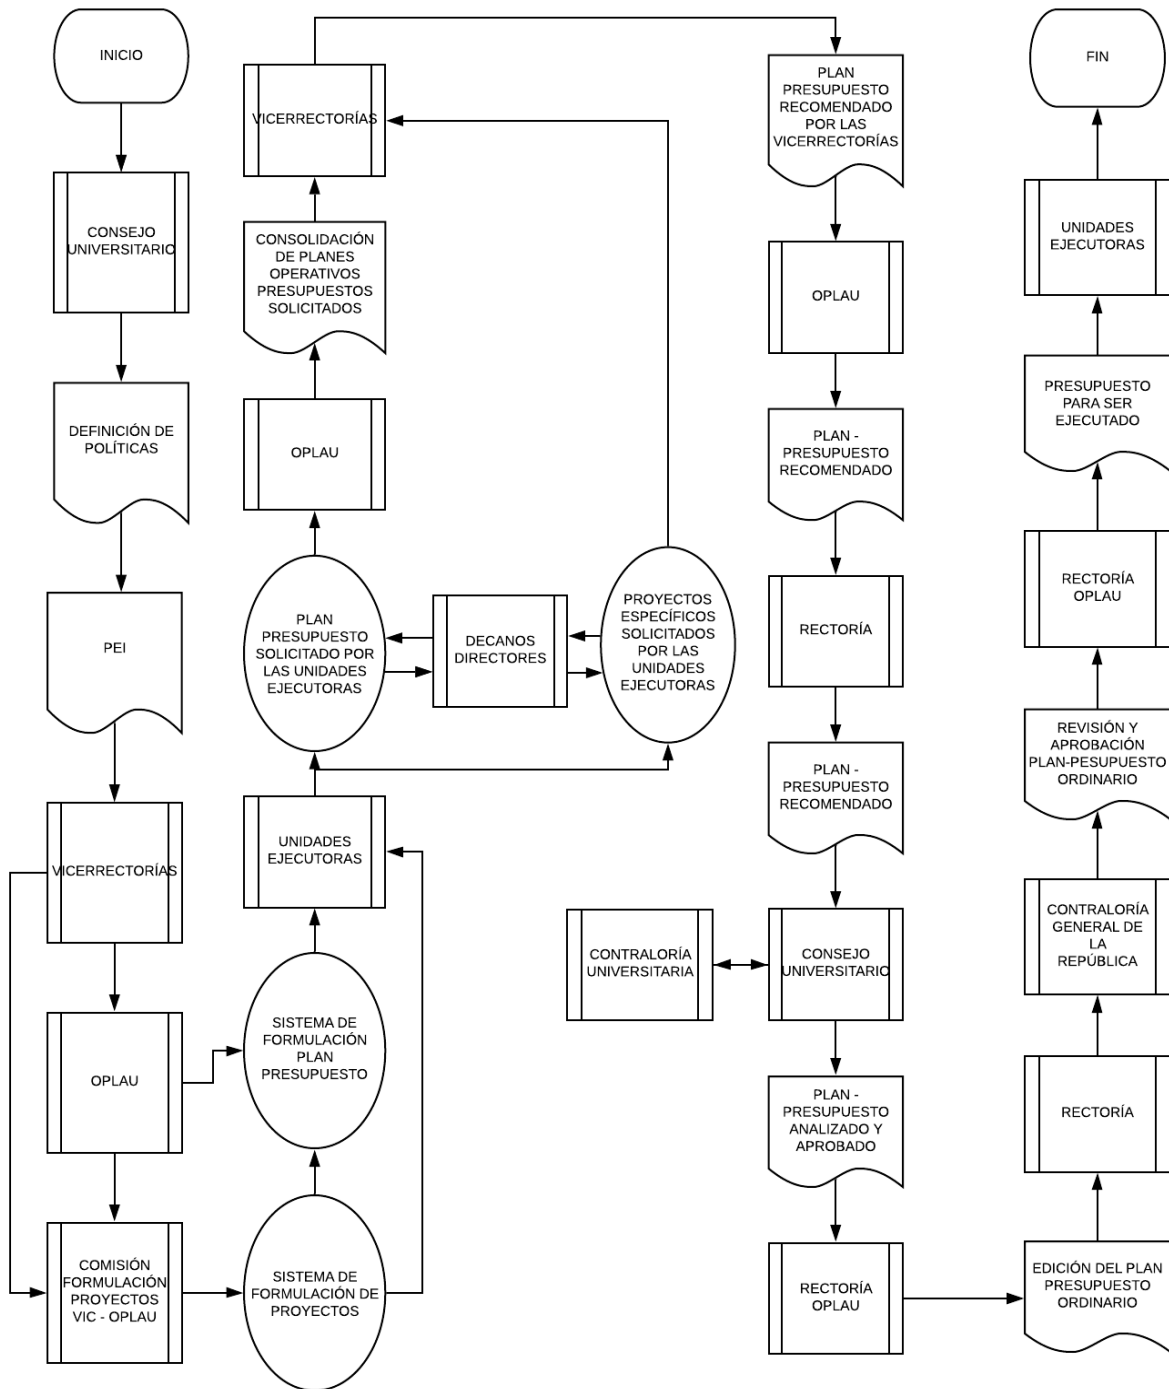 INICIO
CONSEJO
UNIVERSITARIO
DEFINICIÓN DE
POLÍTICAS
PEI
VICERRECTORÍAS
OPLAU
COMISIÓN
FORMULACIÓN
PROYECTOS
VIC - OPLAU
SISTEMA DE
FORMULACIÓN DE
PROYECTOS
SISTEMA DE
FORMULACIÓN
PLAN
PRESUPUESTO
UNIDADES
EJECUTORAS
PLAN
PRESUPUESTO
SOLICITADO POR
LAS UNIDADES
EJECUTORAS
DECANOS
DIRECTORES
PROYECTOS
ESPECÍFICOS
SOLICITADOS
POR LAS
UNIDADES
EJECUTORAS
OPLAU
CONSOLIDACIÓN
DE PLANES
OPERATIVOS
PRESUPUESTOS
SOLICITADOS
VICERRECTORÍAS
PLAN
PRESUPUESTO
RECOMENDADO
POR LAS
VICERRECTORÍAS
OPLAU
PLAN -
PRESUPUESTO
RECOMENDADO
RECTORÍA
PLAN -
PRESUPUESTO
RECOMENDADO
CONTRALORÍA
UNIVERSITARIA
CONSEJO
UNIVERSITARIO
PLAN -
PRESUPUESTO
ANALIZADO Y
APROBADO
RECTORÍA
OPLAU
EDICIÓN DEL PLAN
PRESUPUESTO
ORDINARIO
RECTORÍA
CONTRALORÍA
GENERAL DE
LA
REPÚBLICA
REVISIÓN Y
APROBACIÓN
PLAN-PESUPUESTO
ORDINARIO
RECTORÍA
OPLAU
PRESUPUESTO
PARA SER
EJECUTADO
UNIDADES
EJECUTORAS
FIN